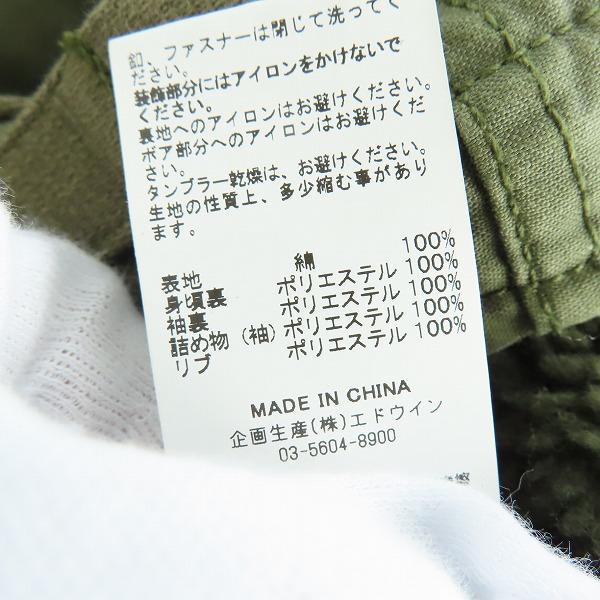 釦、ファスナーは閉じて洗ってく
ださい。
装飾部分にはアイロンをかけないで
ください。
裏地へのアイロンはお避けください。
ボア部分へのアイロンはお避けくだ
さい。
タンブラー乾燥は、お避けください。
生地の性質上、多少縮む事があり
ます。
表地 綿 100%
身頃裏 ポリエステル 100%
袖裏 ポリエステル 100%
詰め物(袖) ポリエステル 100%
リブ ポリエステル 100%
MADE IN CHINA
企画生産(株)エドウイン
03-5604-8900